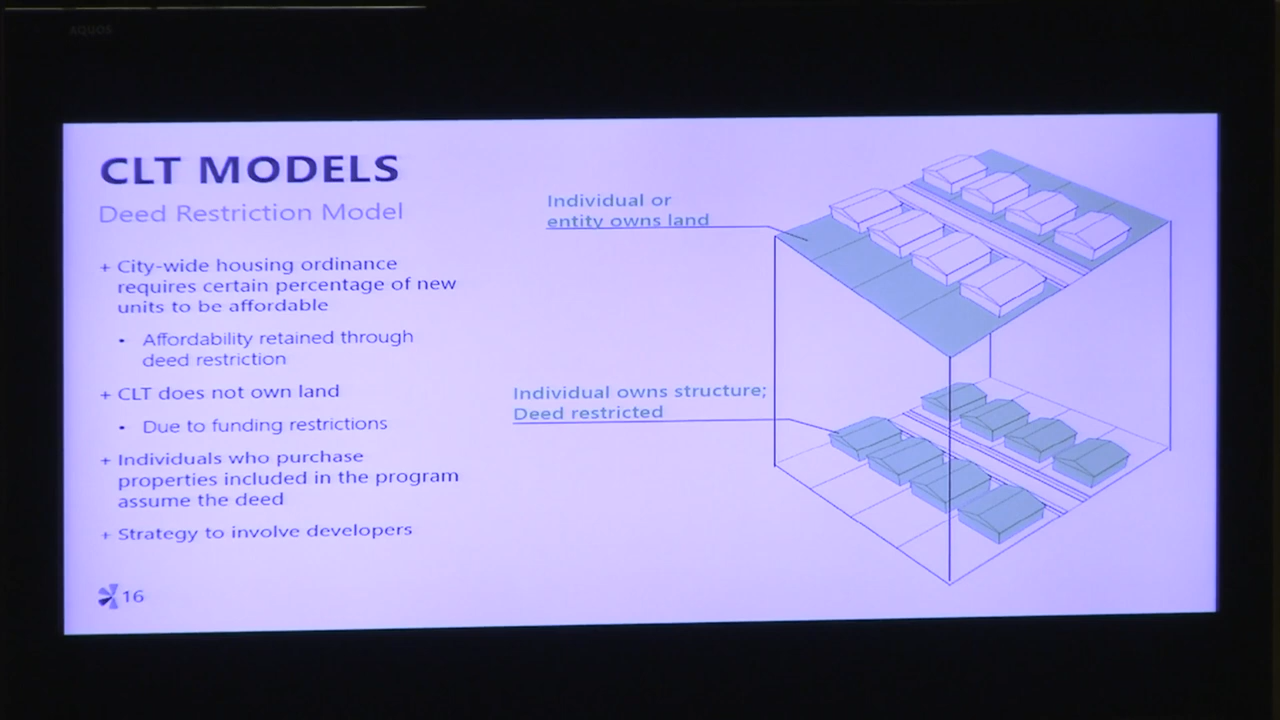 AQUOS
CLT MODELS
Deed Restriction Model
+ City-wide housing ordinance
requires certain percentage of new
units to be affordable
• Affordability retained through
deed restriction
+ CLT does not own land
• Due to funding restrictions
+ Individuals who purchase
properties included in the program
assume the deed
+ Strategy to involve developers
16
Individual or
entity owns land
Individual owns structure;
Deed restricted